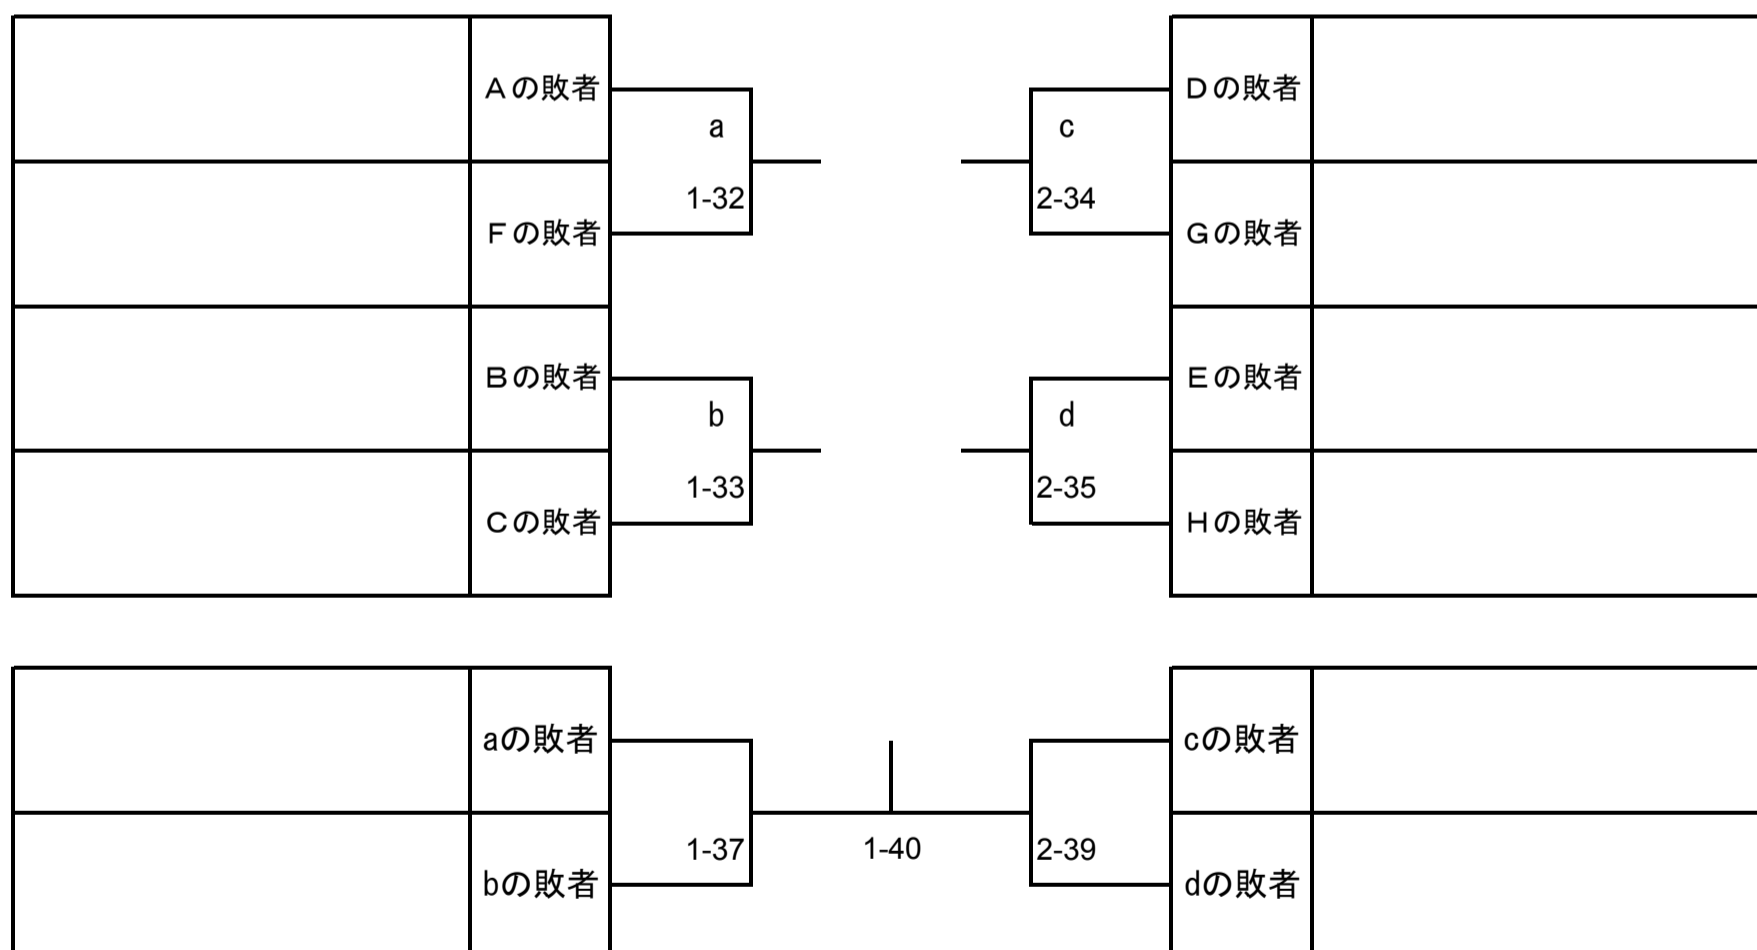 Ａの敗者
Ｄの敗者
a
c
1-32
2-34
Ｆの敗者
Ｇの敗者
Ｂの敗者
Ｅの敗者
b
d
1-33
2-35
Ｃの敗者
Ｈの敗者
aの敗者
cの敗者
1-37
1-40
2-39
bの敗者
dの敗者